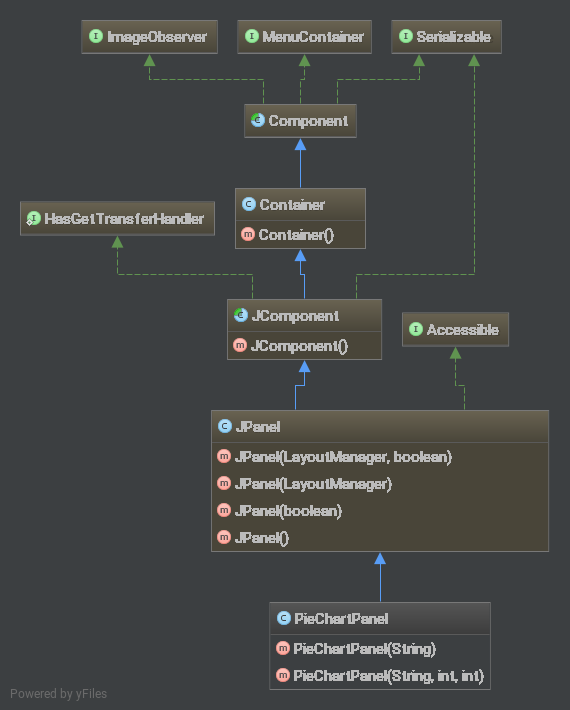 ImageObserver
MenuContainer
Serializable
Component
Container
Container()
HasGetTransferHandler
JComponent
JComponent()
Accessible
JPanel
JPanel(LayoutManager, boolean)
JPanel(LayoutManager)
JPanel(boolean)
JPanel()
PieChartPanel
PieChartPanel(String)
PieChartPanel(String, int, int)
Powered by yFiles